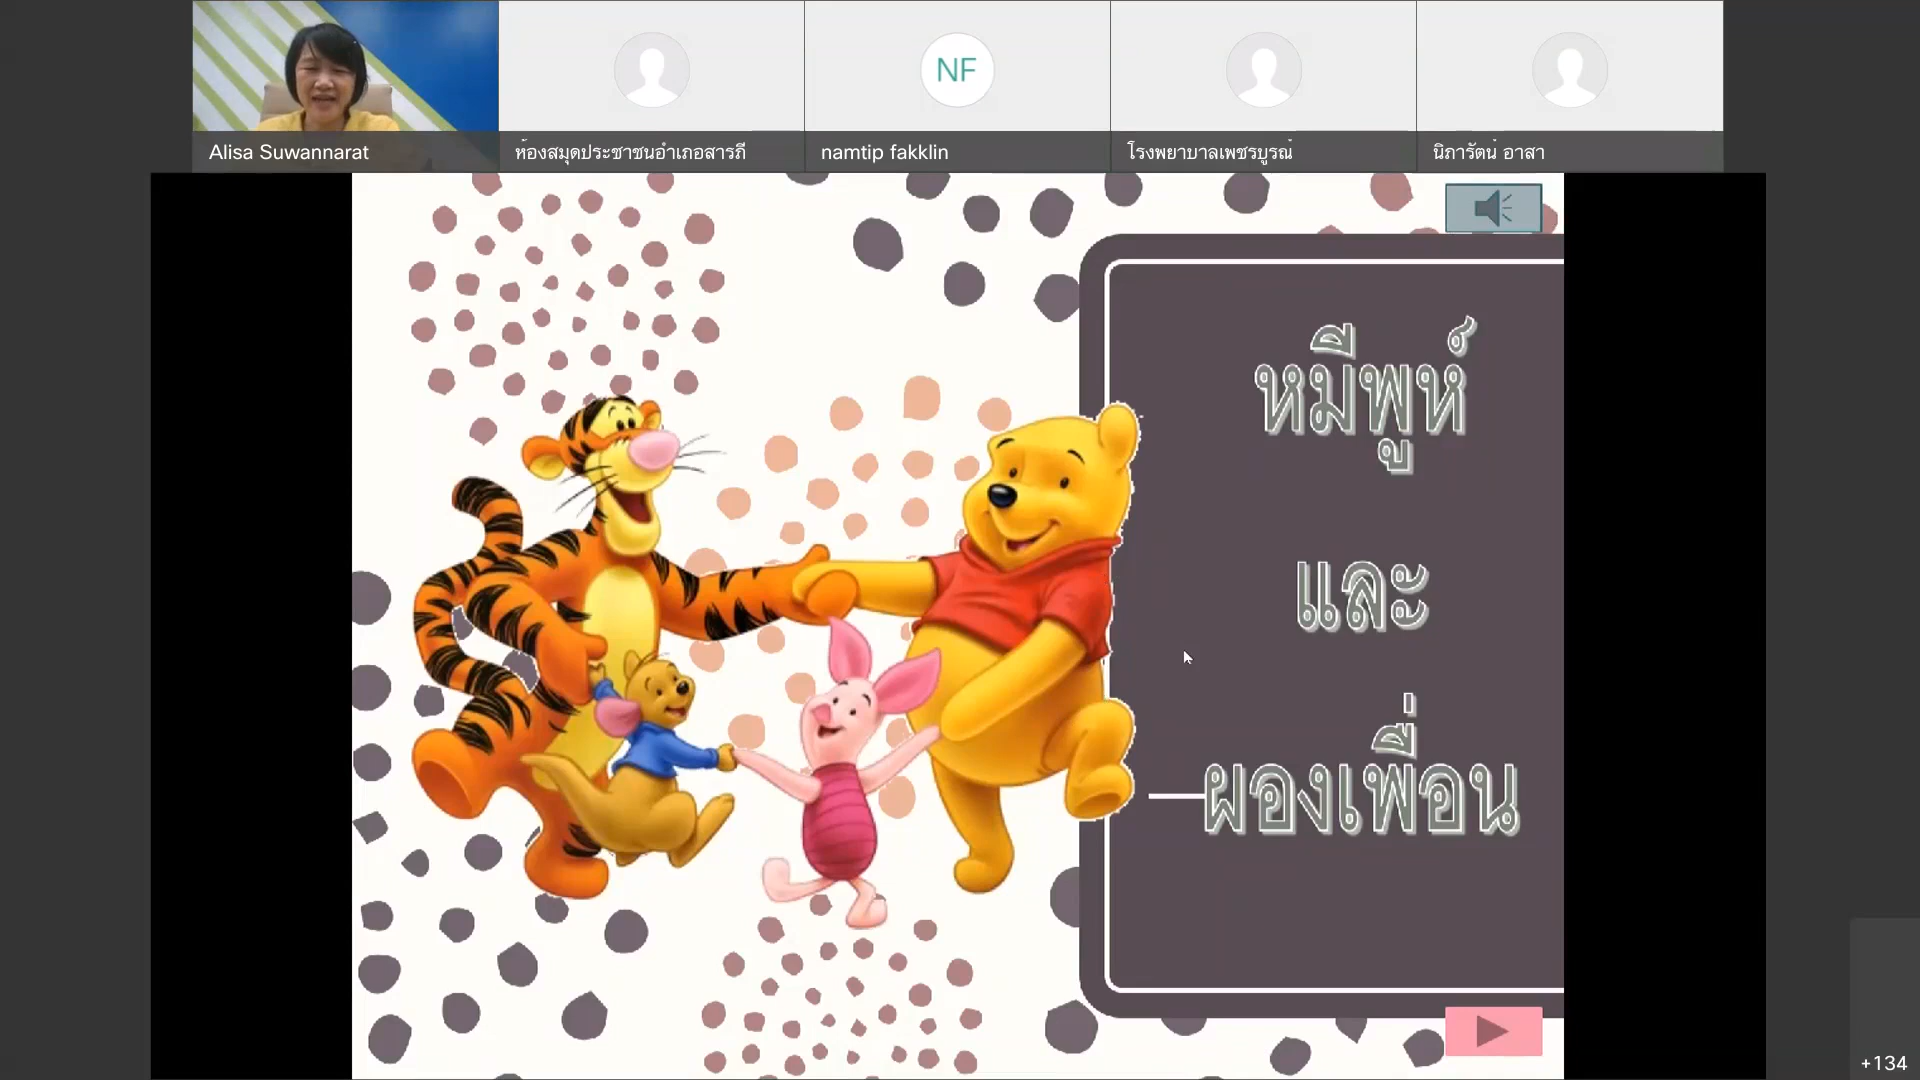 Alisa Suwannarat
ห้องสมุดประชาชนอำเภอสารภี
NF
namtip fakklin
โรงพยาบาลเพชรบูรณ์
นิภารัตน์ อาสา
หมีพูห์
และ
ผองเพื่อน
+134